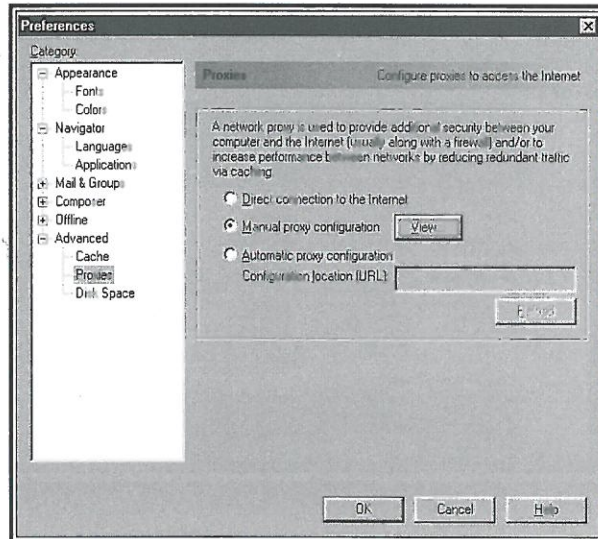 Preferences
Category:
Appearance
Fonts
Colors
Navigator
Languages
Applications
Mail & Groups
Composer
Offline
Advanced
Cache
Proxies
Disk Space
Proxies
Configure proxies to access the Internet
A network proxy is used to provide additional security between your
computer and the Internet (usually along with a firewall) and/or to
increase performance between networks by reducing redundant traffic
via caching.
Direct connection to the Internet
Manual proxy configuration
View...
Automatic proxy configuration
Configuration location (URL):
OK
Cancel
Help